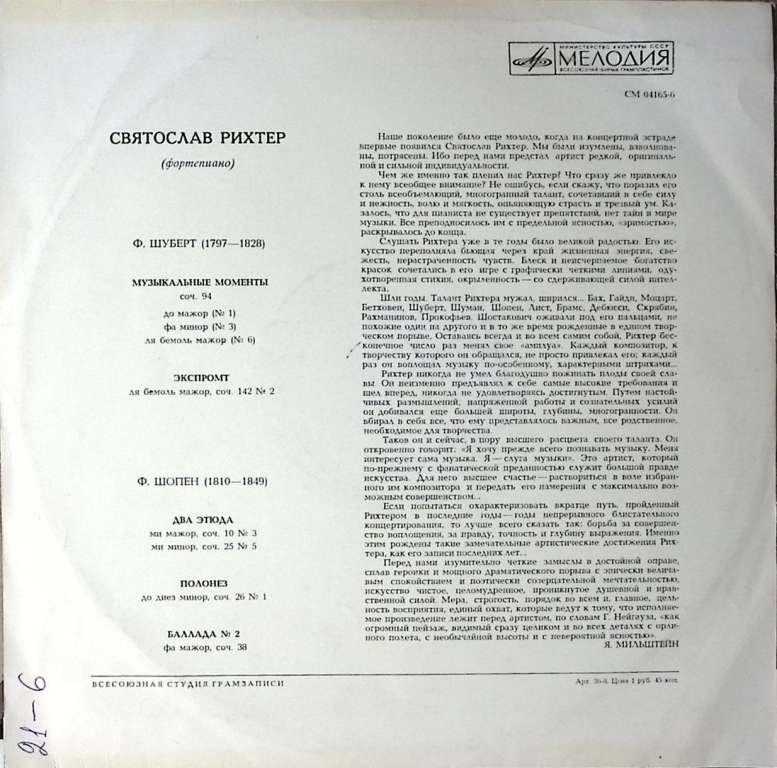 МИНИСТЕРСТВО КУЛЬТУРЫ СССР
МЕЛОДИЯ
ВСЕСОЮЗНАЯ ФИРМА ГРАМПЛАСТИНОК
СМ 04165-6
СВЯТОСЛАВ РИХТЕР
(фортепиано)
Ф. ШУБЕРТ (1797—1828)
МУЗЫКАЛЬНЫЕ МОМЕНТЫ
соч. 94
до мажор (№ 1)
фа минор (№ 3)
ля бемоль мажор (№ 6)
ЭКСПРОМТ
ля бемоль мажор, соч. 142 № 2
Ф. ШОПЕН (1810—1849)
ДВА ЭТЮДА
ми мажор, соч. 10 № 3
ми минор, соч. 25 № 5
ПОЛОНЕЗ
до диез минор, соч. 26 № 1
БАЛЛАДА № 2
фа мажор, соч. 38
Наше поколение было еще молодо, когда на концертной эстраде
впервые появился Святослав Рихтер. Мы были изумлены, взволнова-
ны, потрясены. Ибо перед нами предстал артист редкой, оригиналь-
ной и сильной индивидуальности.
Чем же именно так пленил нас Рихтер? Что сразу же привлекло
к нему всеобщее внимание? Не ошибусь, если скажу, что поразил его
столь всеобъемлющий, многогранный талант, сочетавший в себе силу
и нежность, волю и мягкость, опьяняющую страсть и трезвый ум. Ка-
залось, что для пианиста не существует препятствий, нет тайн в мире
музыки. Все преподносилось им с предельной ясностью, «зримостью»,
раскрывалось до конца.
Слушать Рихтера уже в те годы было великой радостью. Его ис-
кусство переполняла бьющая через край жизненная энергия, све-
жесть, нерастраченность чувств. Блеск и неисчерпаемое богатство
красок сочетались в его игре с графически четкими линиями, оду-
хотворенная стихия, окрыленность — со сдерживающей силой интел-
лекта.
Шли годы. Талант Рихтера мужал, ширился... Бах, Гайдн, Моцарт,
Бетховен, Шуберт, Шуман, Шопен, Лист, Брамс, Дебюсси, Скрябин,
Рахманинов, Прокофьев, Шостакович оживали под его пальцами, не
похожие один на другого и в то же время рожденные в едином твор-
ческом порыве. Оставаясь всегда и во всем самим собой, Рихтер бес-
конечное число раз менял свое «амплуа». Каждый композитор, к
творчеству которого он обращался, не просто привлекал его; каждый
раз он воплощал музыку по-особенному, характерными штрихами...
Рихтер никогда не умел благодушно пожинать плоды своей сла-
вы. Он неизменно предъявлял к себе самые высокие требования и
шел вперед, никогда не удовлетворяясь достигнутым. Путем настой-
чивых размышлений, напряженной работы и сознательных усилий
он добивался еще большей широты, глубины, многогранности. Он
вбирал в себя все, что ему представлялось важным, все родственное,
необходимое для творчества.
Таков он и сейчас, в пору высшего расцвета своего таланта. Он
откровенно говорит: «Я хочу прежде всего познавать музыку. Меня
интересует сама музыка. Я — слуга музыки». Это артист, который
по-прежнему с фанатической преданностью служит большой правде
искусства. Для него высшее счастье — раствориться в воле избран-
ного им композитора и передать его намерения с максимально воз-
можным совершенством...
Если попытаться охарактеризовать вкратце путь, пройденный
Рихтером в последние годы — годы непрерывного блистательного
концертирования, то лучше всего сказать так: борьба за совершен-
ство воплощения, за правду, точность и глубину выражения. Именно
этим рождены такие замечательные артистические достижения Рих-
тера, как его записи последних лет...
Перед нами изумительно четкие замыслы в достойной оправе,
сплав героики и мощного драматического порыва с эпически велича-
вым спокойствием и поэтически созерцательной мечтательностью,
искусство чистое, целомудренное, проникнутое душевной и нрав-
ственной силой. Мера, строгость, порядок во всем и, главное, цель-
ность восприятия, единый охват, которые ведут к тому, что исполняе-
мое произведение лежит перед артистом, по словам Г. Нейгауза, «как
огромный пейзаж, видимый сразу целиком и во всех деталях с орли-
ного полета, с необычайной высоты и с невероятной ясностью».
Я. МИЛЬШТЕЙН
ВСЕСОЮЗНАЯ СТУДИЯ ГРАМЗАПИСИ
Арт. 36-8. Цена 1 руб. 45 коп.
21-6